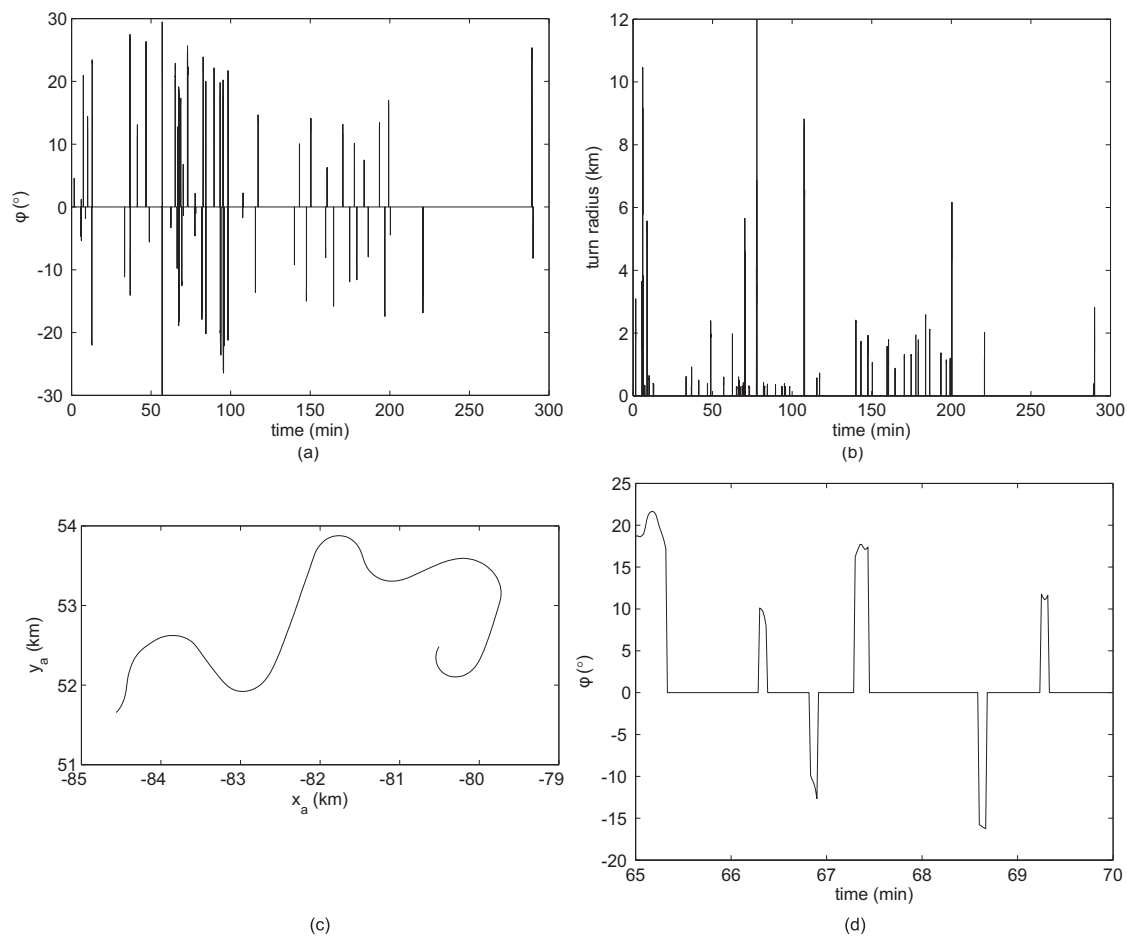 30
20
10
0
-10
-20
-30
φ (°)
0 50 100 150 200 250 300
time (min)
(a)
12
10
8
6
4
2
0
turn radius (km)
0 50 100 150 200 250 300
time (min)
(b)
54
53
52
51
y_a (km)
-85 -84 -83 -82 -81 -80 -79
x_a (km)
(c)
25
20
15
10
5
0
-5
-10
-15
-20
φ (°)
65 66 67 68 69 70
time (min)
(d)